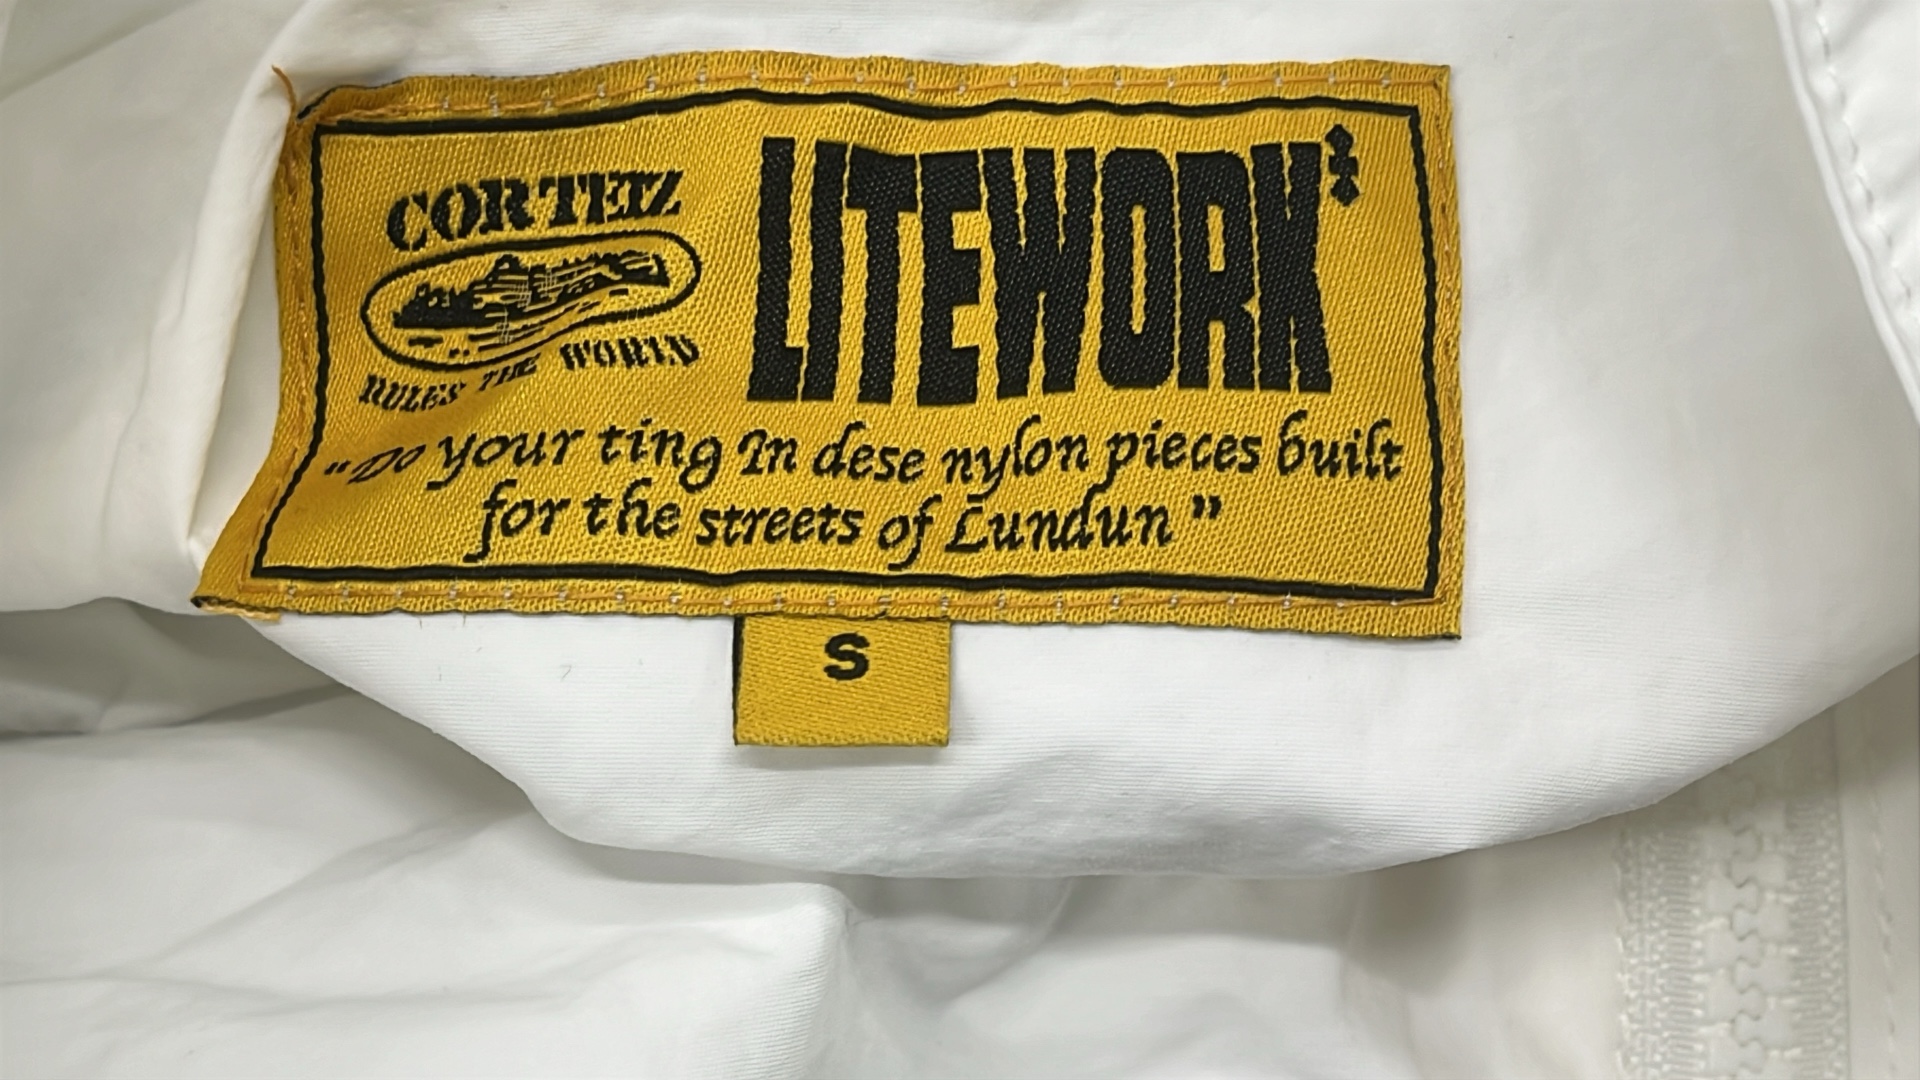 CORTEIZ
RULES THE WORLD
LITEWORK
"Do your ting In dese nylon pieces built
for the streets of Lundun"
S